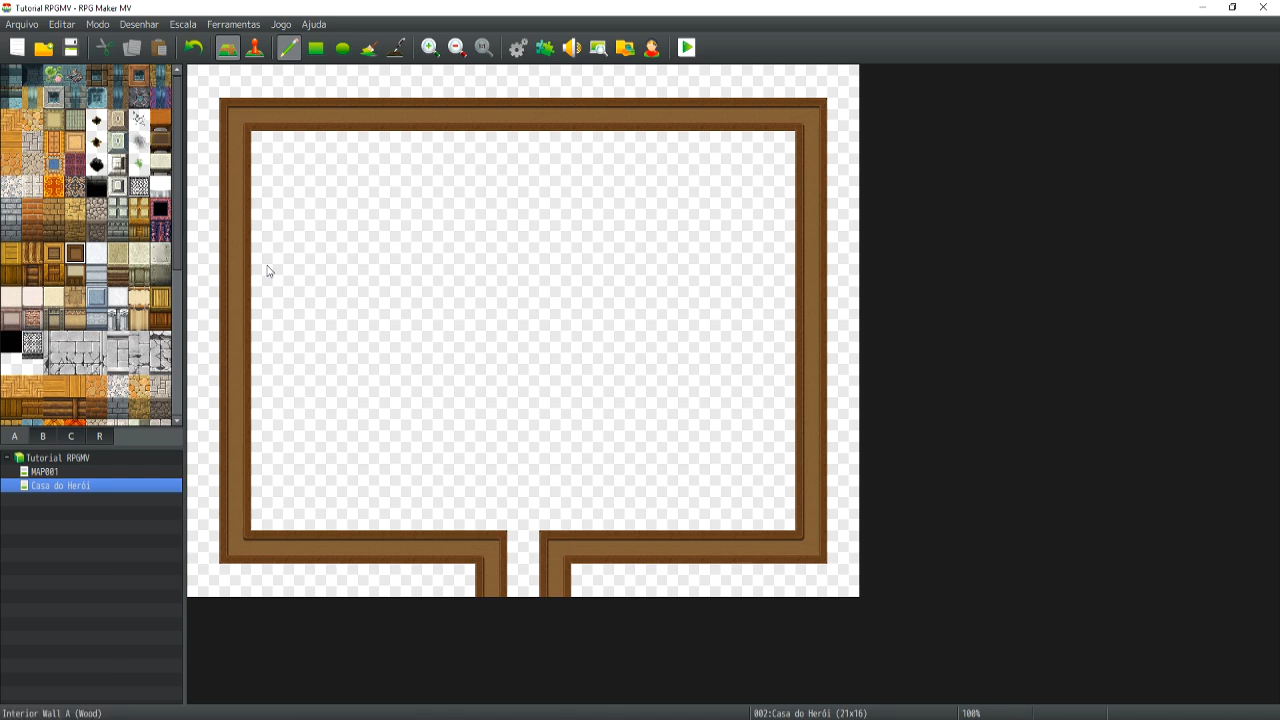 Tutorial RPGMV - RPG Maker MV
Arquivo Editar Modo Desenhar Escala Ferramentas Jogo Ajuda
A B C R
Tutorial RPGMV
MAP001
Casa do Herói
Interior Wall A (Wood) 002:Casa do Herói (21x16) 100%